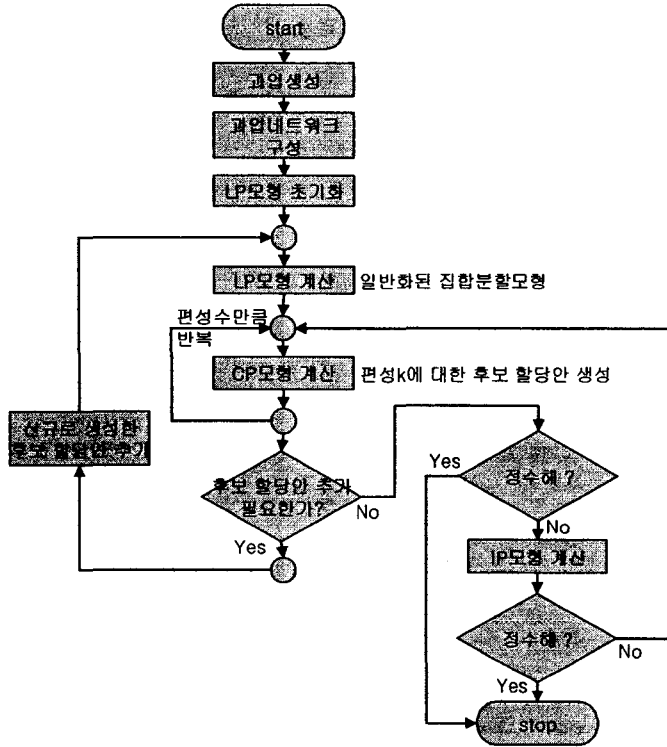 start
과업생성
과업네트워크
구성
LP모형 초기화
LP모형 계산
일반화된 집합분할모형
편성수만큼
반복
CP모형 계산
편성k에 대한 후보 할당안 생성
신규로 생성한
후보 할당안 추가
후보 할당안 추가
필요한가?
No
Yes
정수해 ?
Yes
No
IP모형 계산
정수해 ?
No
Yes
stop